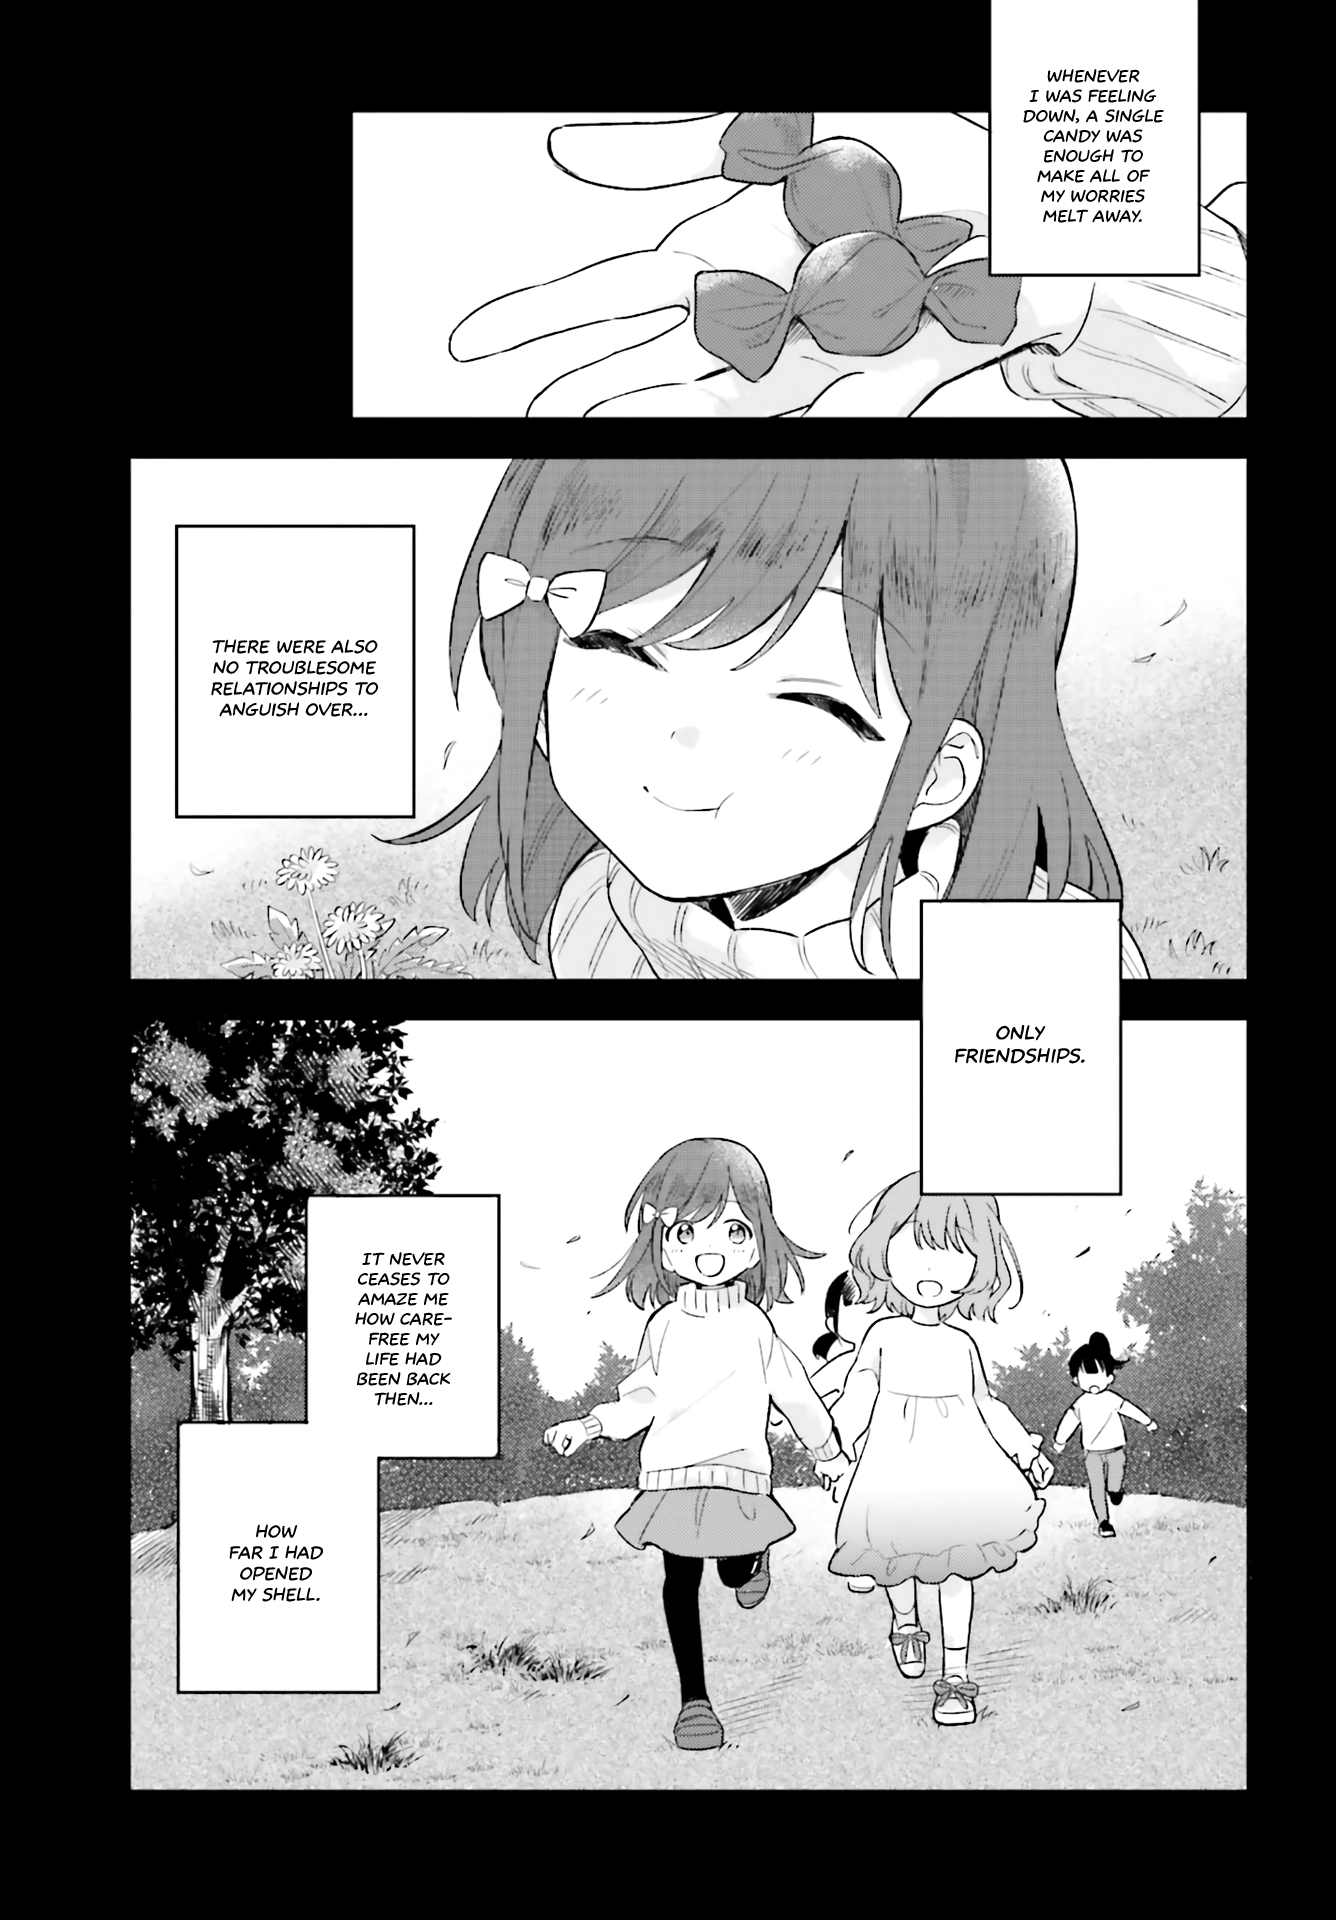 WHENEVER
I WAS FEELING
DOWN, A SINGLE
CANDY WAS
ENOUGH TO
MAKE ALL OF
MY WORRIES
MELT AWAY.
THERE WERE ALSO
NO TROUBLESOME
RELATIONSHIPS TO
ANGUISH OVER...
ONLY
FRIENDSHIPS.
IT NEVER
CEASES TO
AMAZE ME
HOW CARE-
FREE MY
LIFE HAD
BEEN BACK
THEN...
HOW
FAR I HAD
OPENED
MY SHELL.